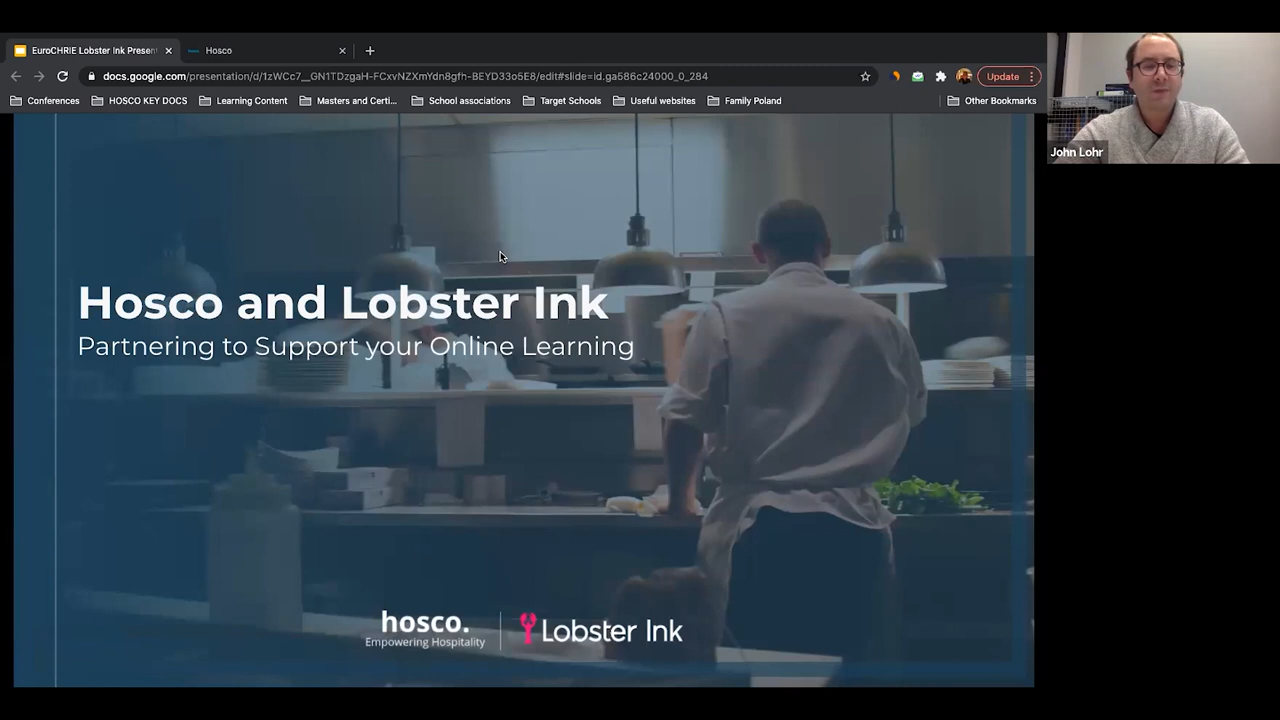 EuroCHRIE Lobster Ink Present
Hosco
Update
docs.google.com/presentation/d/1zWCc7__GN1TDzgaH-FCxvNZXmYdn8gfh-BEYD33o5E8/edit#slide=id.ga586c24000_0_284
Conferences
HOSCO KEY DOCS
Learning Content
Masters and Certi...
School associations
Target Schools
Useful websites
Family Poland
Other Bookmarks
John Lohr
Hosco and Lobster Ink
Partnering to Support your Online Learning
hosco.
Empowering Hospitality
Lobster Ink